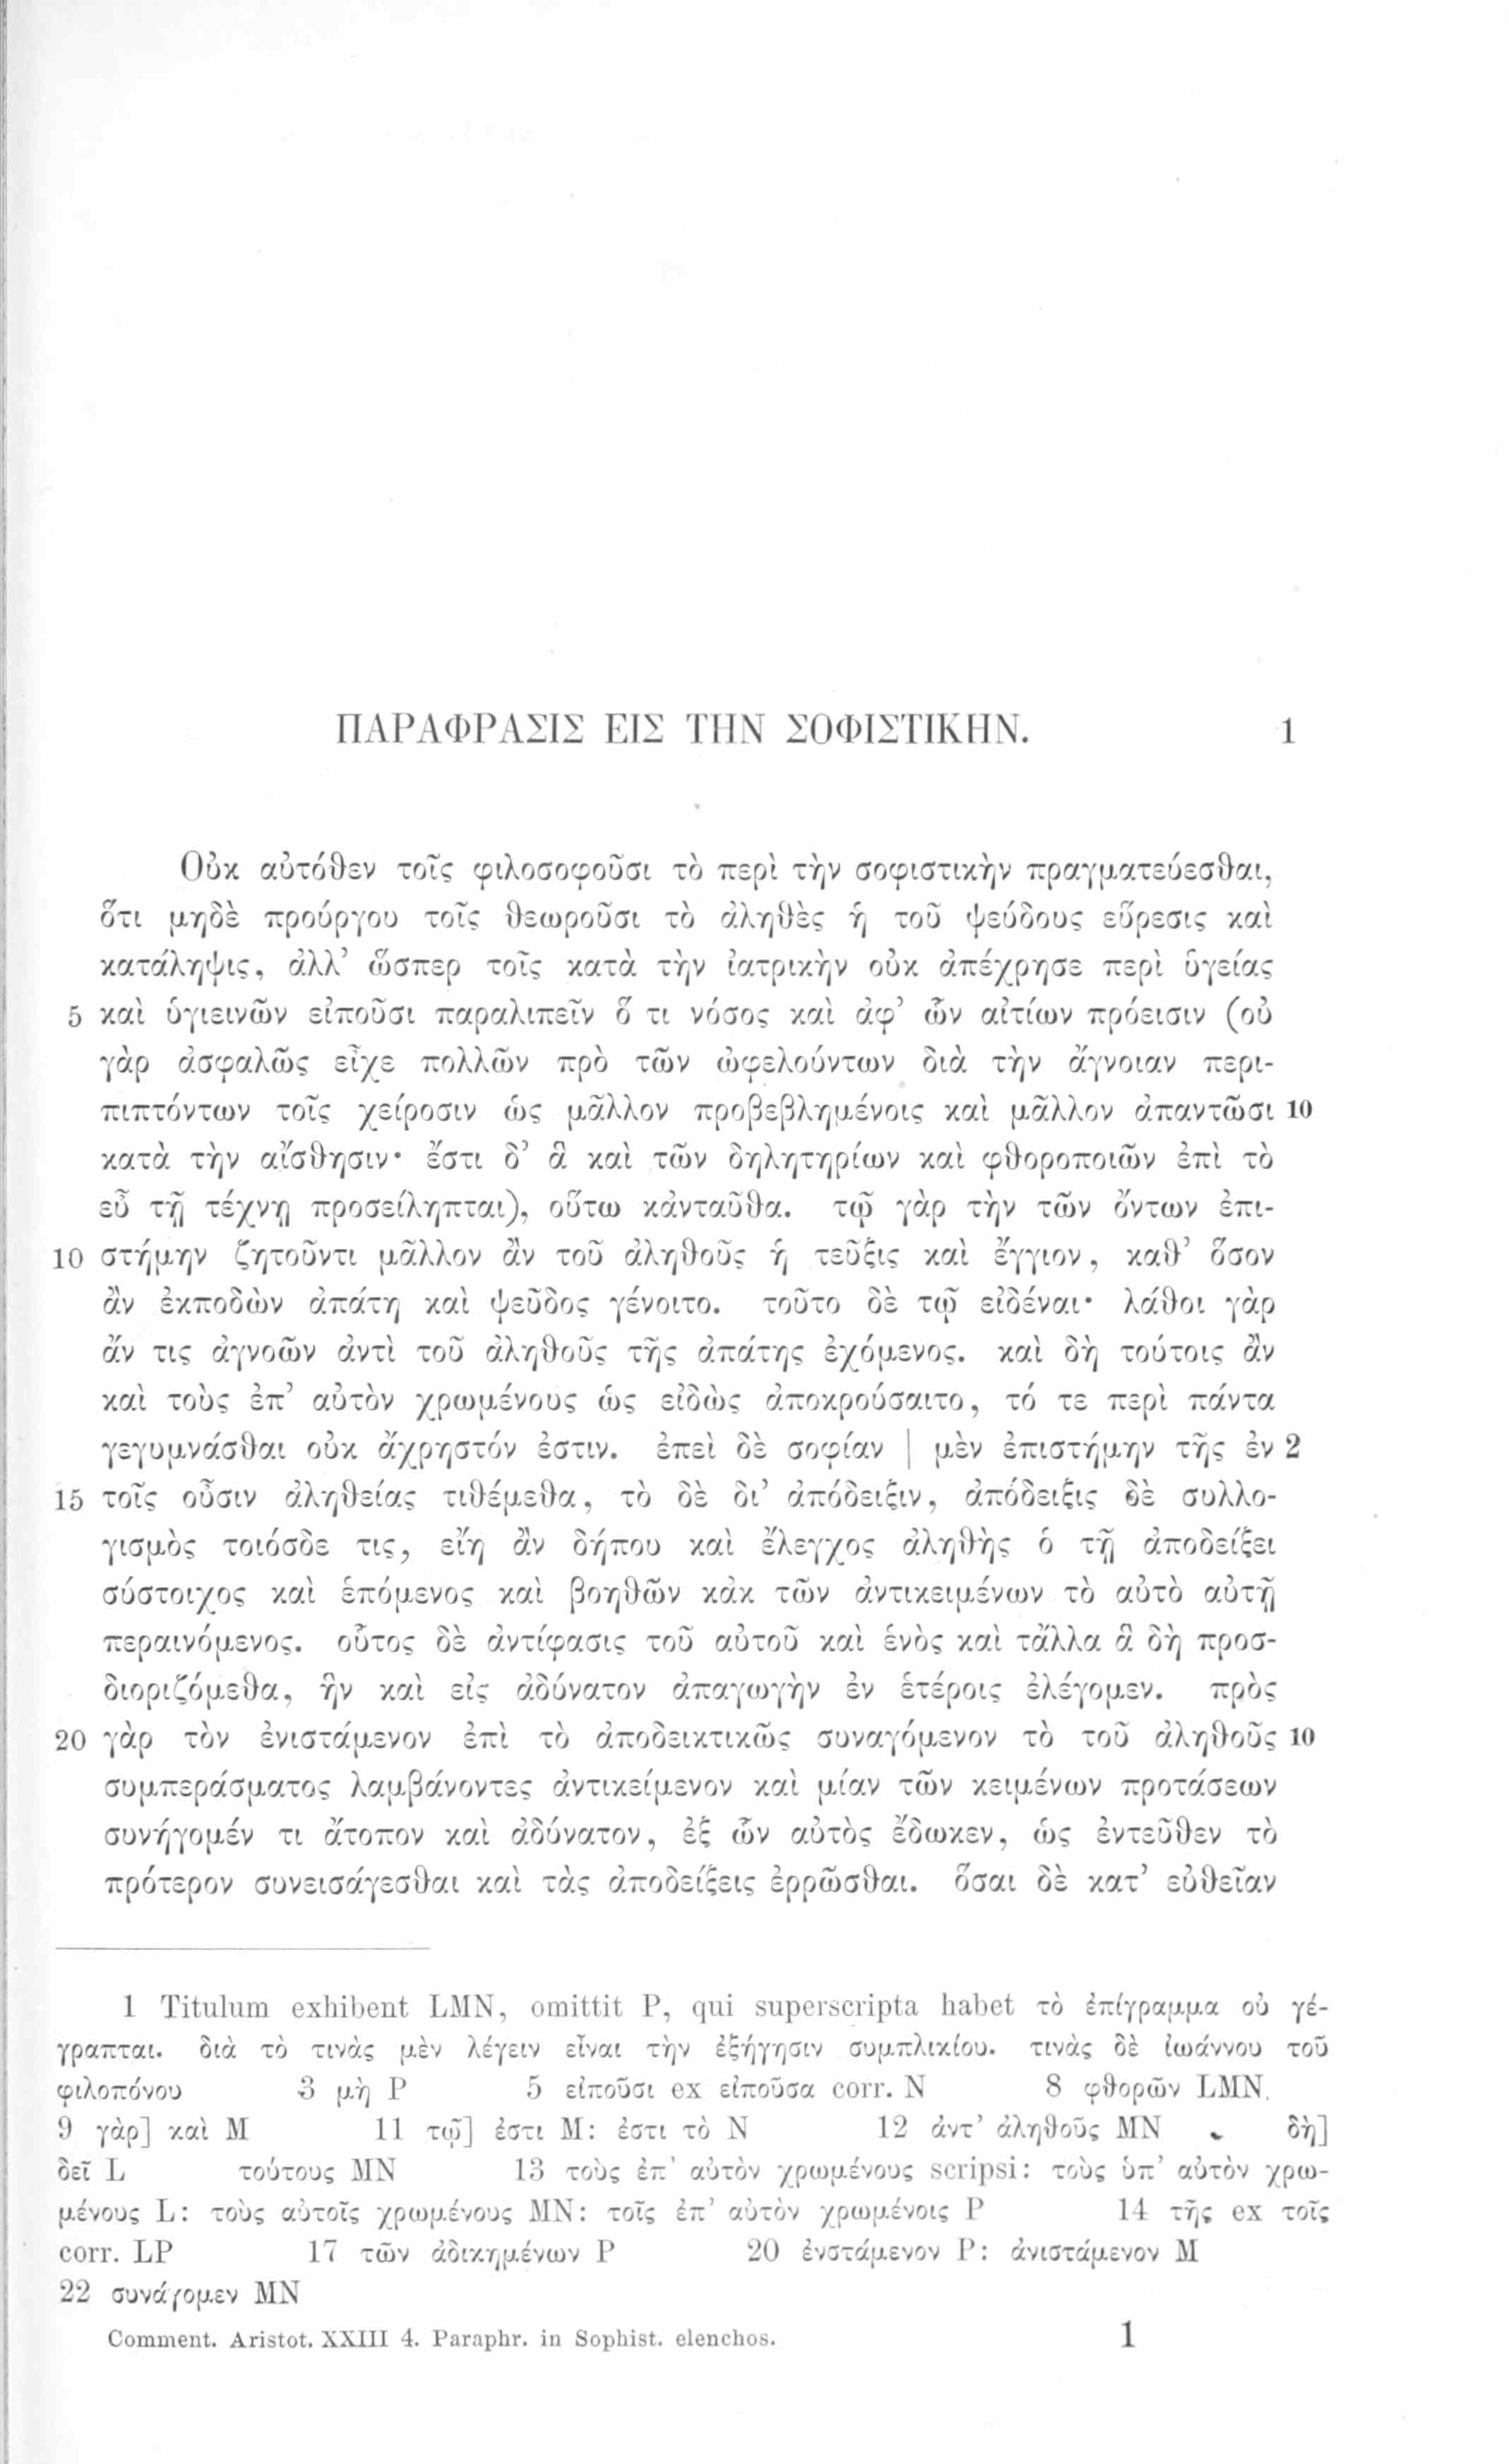 ΠΑΡΑΦΡΑΣΙΣ ΕΙΣ ΤΗΝ ΣΟΦΙΣΤΙΚΗΝ. 1
Οὐκ αὐτόθεν τοῖς φιλοσοφοῦσι τὸ περὶ τὴν σοφιστικὴν πραγματεύεσθαι,
ὅτι μηδὲ προύργου τοῖς θεωροῦσι τὸ ἀληθὲς ἡ τοῦ ψεύδους εὕρεσις καὶ
κατάληψις, ἀλλ’ ὥσπερ τοῖς κατὰ τὴν ἰατρικὴν οὐκ ἀπέχρησε περὶ ὑγείας
5 καὶ ὑγιεινῶν εἰποῦσι παραλιπεῖν ὅ τι νόσος καὶ ἀφ’ ὧν αἰτίων πρόεισιν (οὐ
γὰρ ἀσφαλῶς εἶχε πολλῶν πρὸ τῶν ὠφελούντων διὰ τὴν ἄγνοιαν περι-
πιπτόντων τοῖς χείροσιν ὡς μᾶλλον προβεβλημένοις καὶ μᾶλλον ἀπαντῶσι 10
κατὰ τὴν αἴσθησιν· ἔστι δ’ ἃ καὶ τῶν δηλητηρίων καὶ φθοροποιῶν ἐπὶ τὸ
εὖ τῇ τέχνῃ προσείληπται), οὕτω κἀνταῦθα. τῷ γὰρ τὴν τῶν ὄντων ἐπι-
10 στήμην ζητοῦντι μᾶλλον ἂν τοῦ ἀληθοῦς ἡ τεῦξις καὶ ἔγγιον, καθ’ ὅσον
ἂν ἐκποδὼν ἀπάτη καὶ ψεῦδος γένοιτο. τοῦτο δὲ τῷ εἰδέναι· λάθοι γὰρ
ἄν τις ἀγνοῶν ἀντὶ τοῦ ἀληθοῦς τῆς ἀπάτης ἐχόμενος. καὶ δὴ τούτοις ἂν
καὶ τοὺς ἐπ’ αὐτὸν χρωμένους ὡς εἰδὼς ἀποκρούσαιτο, τό τε περὶ πάντα
γεγυμνάσθαι οὐκ ἄχρηστόν ἐστιν. ἐπεὶ δὲ σοφίαν | μὲν ἐπιστήμην τῆς ἐν 2
15 τοῖς οὖσιν ἀληθείας τιθέμεθα, τὸ δὲ δι’ ἀπόδειξιν, ἀπόδειξις δὲ συλλο-
γισμὸς τοιόσδε τις, εἴη ἂν δήπου καὶ ἔλεγχος ἀληθὴς ὁ τῇ ἀποδείξει
σύστοιχος καὶ ἑπόμενος καὶ βοηθῶν κἀκ τῶν ἀντικειμένων τὸ αὐτὸ αὐτῇ
περαινόμενος. οὗτος δὲ ἀντίφασις τοῦ αὐτοῦ καὶ ἑνὸς καὶ τἄλλα ἃ δὴ προσ-
διοριζόμεθα, ἣν καὶ εἰς ἀδύνατον ἀπαγωγὴν ἐν ἑτέροις ἐλέγομεν. πρὸς
20 γὰρ τὸν ἐνιστάμενον ἐπὶ τὸ ἀποδεικτικῶς συναγόμενον τὸ τοῦ ἀληθοῦς 10
συμπεράσματος λαμβάνοντες ἀντικείμενον καὶ μίαν τῶν κειμένων προτάσεων
συνήγομέν τι ἄτοπον καὶ ἀδύνατον, ἐξ ὧν αὐτὸς ἔδωκεν, ὡς ἐντεῦθεν τὸ
πρότερον συνεισάγεσθαι καὶ τὰς ἀποδείξεις ἐρρῶσθαι. ὅσαι δὲ κατ’ εὐθεῖαν
1 Titulum exhibent LMN, omittit P, qui superscripta habet τὸ ἐπίγραμμα οὐ γέ-
γραπται. διὰ τὸ τινὰς μὲν λέγειν εἶναι τὴν ἐξήγησιν συμπλικίου. τινὰς δὲ ἰωάννου τοῦ
φιλοπόνου 3 μὴ P 5 εἰποῦσι ex εἰποῦσα corr. N 8 φθορῶν LMN.
9 γὰρ] καὶ M 11 τῷ] ἐστι M: ἐστι τὸ N 12 ἀντ’ ἀληθοῦς MN δὴ]
δεῖ L τούτους MN 13 τοὺς ἐπ’ αὐτὸν χρωμένους scripsi: τοὺς ὑπ’ αὐτὸν χρω-
μένους L: τοὺς αὐτοῖς χρωμένους MN: τοῖς ἐπ’ αὐτὸν χρωμένοις P 14 τῆς ex τοῖς
corr. LP 17 τῶν ἀδικημένων P 20 ἐνστάμενον P: ἀνιστάμενον M
22 συνάγομεν MN
Comment. Aristot. XXIII 4. Paraphr. in Sophist. elenchos. 1